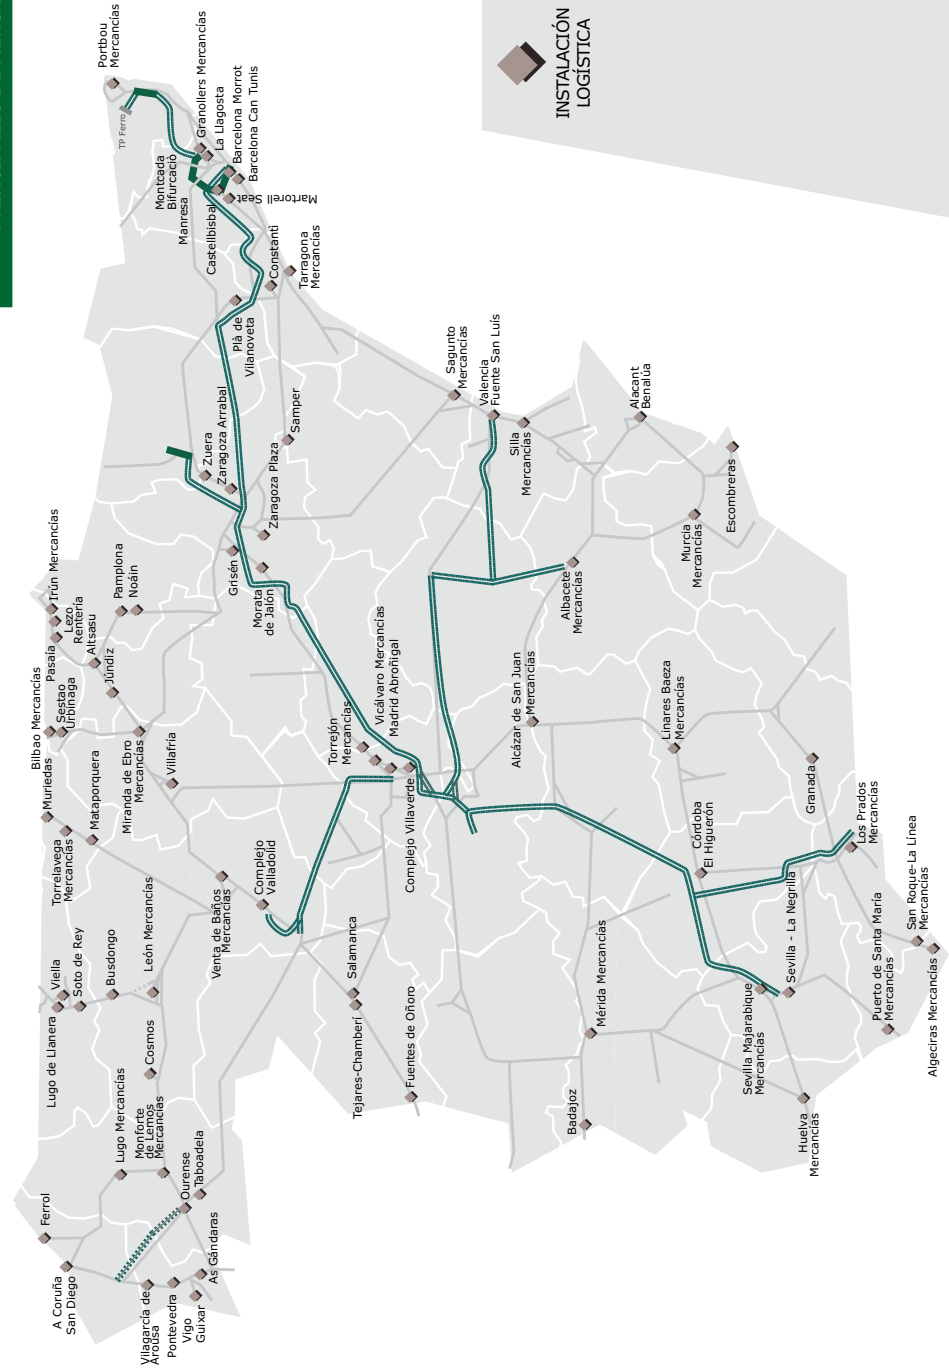 INSTALACIÓN
LOGÍSTICA
Portbou
Mercancías
TP Ferro
Granollers Mercancías
La Llagosta
Barcelona Morrot
Barcelona Can Tunis
Montcada
Bifurcació
Manresa
Castellbisbal
Martorell Seat
Constantí
Tarragona
Mercancías
Plà de
Vilanoveta
Zuera
Zaragoza Arrabal
Zaragoza Plaza
Samper
Grisén
Morata
de Jalón
Sagunto
Mercancías
Valencia
Fuente San Luís
Silla
Mercancías
Alacant
Benalúa
Escombreras
Murcia
Mercancías
Albacete
Mercancías
Irún Mercancías
Lezo
Rentería
Pasaía
Altsasu
Pamplona
Noáin
Júndiz
Bilbao Mercancías
Sestao
Urbinaga
Miranda de Ebro
Mercancías
Villafría
Muriedas
Mataporquera
Torrelavega
Mercancías
Torrejón
Mercancías
Vicálvaro Mercancías
Madrid Abroñigal
Complejo Villaverde
Alcázar de San Juan
Mercancías
Linares Baeza
Mercancías
Granada
Córdoba
El Higuerón
Los Prados
Mercancías
Complejo
Valladolid
Venta de Baños
Mercancías
León Mercancías
Busdongo
Soto de Rey
Viella
Lugo de Llanera
Cosmos
Salamanca
Tejares-Chamberí
Fuentes de Oñoro
Mérida Mercancías
Badajoz
Sevilla - La Negrilla
Sevilla Majarabique
Mercancías
Puerto de Santa María
Mercancías
San Roque-La Línea
Mercancías
Algeciras Mercancías
Huelva
Mercancías
Lugo Mercancías
Monforte
de Lemos
Mercancías
Ourense
Taboadela
Ferrol
A Coruña
San Diego
As Gándaras
Vilagarcía de
Arousa
Pontevedra
Vigo
Guixar